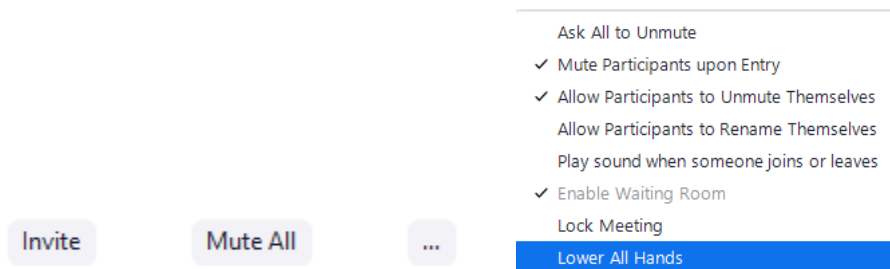 Ask All to Unmute
✓ Mute Participants upon Entry
✓ Allow Participants to Unmute Themselves
Allow Participants to Rename Themselves
Play sound when someone joins or leaves
✓ Enable Waiting Room
Lock Meeting
Lower All Hands
Invite
Mute All
...